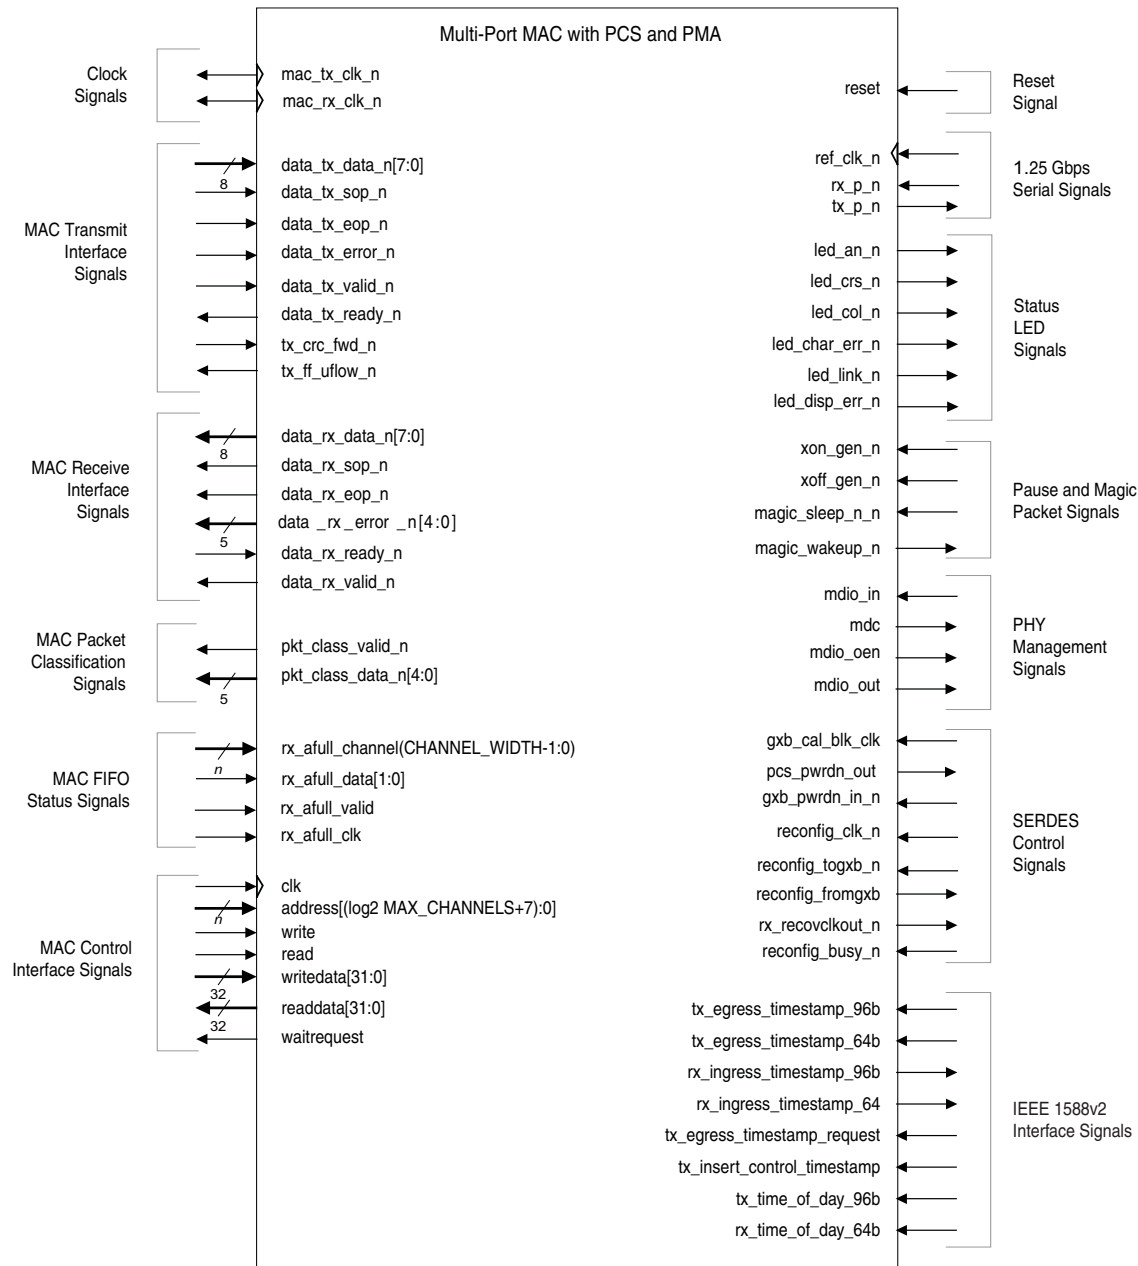 Multi-Port MAC with PCS and PMA
Clock
Signals
mac_tx_clk_n
mac_rx_clk_n
MAC Transmit
Interface
Signals
data_tx_data_n[7:0]
8
data_tx_sop_n
data_tx_eop_n
data_tx_error_n
data_tx_valid_n
data_tx_ready_n
tx_crc_fwd_n
tx_ff_uflow_n
MAC Receive
Interface
Signals
data_rx_data_n[7:0]
8
data_rx_sop_n
data_rx_eop_n
data _rx _error _n[4:0]
5
data_rx_ready_n
data_rx_valid_n
MAC Packet
Classification
Signals
pkt_class_valid_n
pkt_class_data_n[4:0]
5
MAC FIFO
Status Signals
rx_afull_channel(CHANNEL_WIDTH-1:0)
n
rx_afull_data[1:0]
rx_afull_valid
rx_afull_clk
MAC Control
Interface Signals
clk
address[(log2 MAX_CHANNELS+7):0]
n
write
read
writedata[31:0]
32
readdata[31:0]
32
waitrequest
reset
Reset
Signal
ref_clk_n
rx_p_n
tx_p_n
1.25 Gbps
Serial Signals
led_an_n
led_crs_n
led_col_n
led_char_err_n
led_link_n
led_disp_err_n
Status
LED
Signals
xon_gen_n
xoff_gen_n
magic_sleep_n_n
magic_wakeup_n
Pause and Magic
Packet Signals
mdio_in
mdc
mdio_oen
mdio_out
PHY
Management
Signals
gxb_cal_blk_clk
pcs_pwrdn_out
gxb_pwrdn_in_n
reconfig_clk_n
reconfig_togxb_n
reconfig_fromgxb
rx_recovclkout_n
reconfig_busy_n
SERDES
Control
Signals
tx_egress_timestamp_96b
tx_egress_timestamp_64b
rx_ingress_timestamp_96b
rx_ingress_timestamp_64
tx_egress_timestamp_request
tx_insert_control_timestamp
tx_time_of_day_96b
rx_time_of_day_64b
IEEE 1588v2
Interface Signals